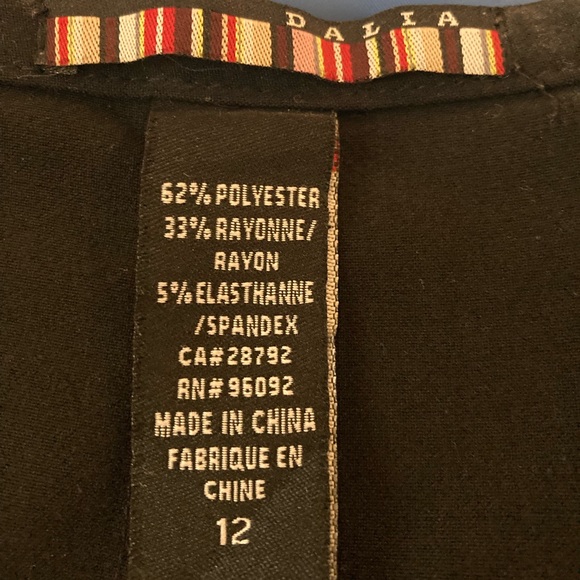 DALIA
62% POLYESTER
33% RAYONNE/
RAYON
5% ELASTHANNE
/SPANDEX
CA# 28792
RN# 96092
MADE IN CHINA
FABRIQUE EN
CHINE
12